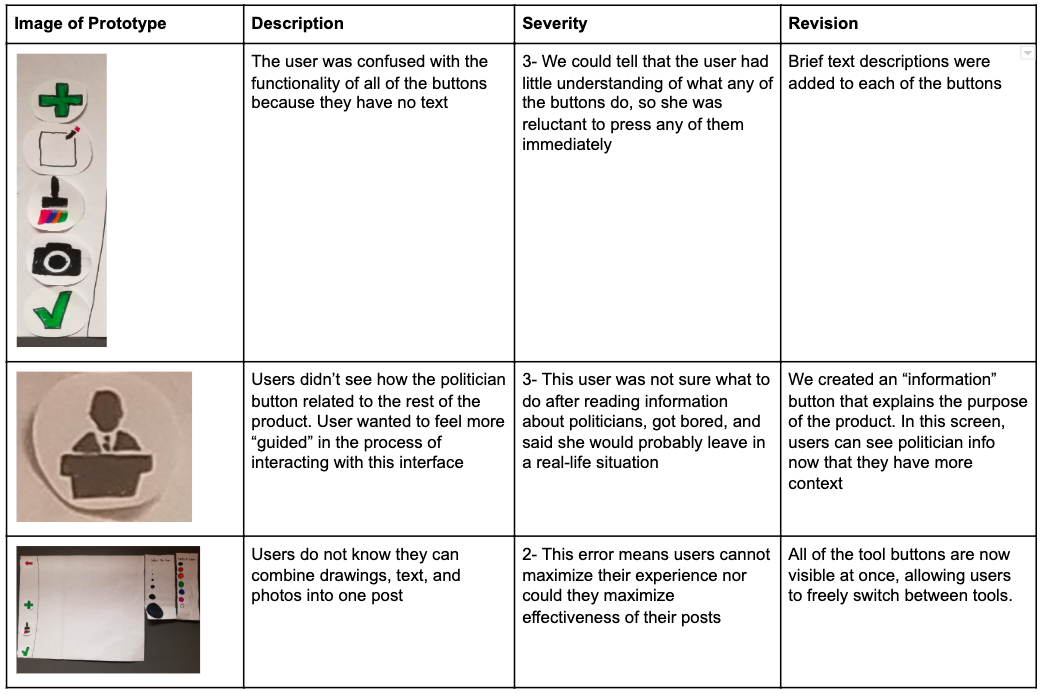 Image of Prototype
Description
Severity
Revision
The user was confused with the
functionality of all of the buttons
because they have no text
3- We could tell that the user had
little understanding of what any of
the buttons do, so she was
reluctant to press any of them
immediately
Brief text descriptions were
added to each of the buttons
Users didn’t see how the politician
button related to the rest of the
product. User wanted to feel more
“guided” in the process of
interacting with this interface
3- This user was not sure what to
do after reading information
about politicians, got bored, and
said she would probably leave in
a real-life situation
We created an “information”
button that explains the purpose
of the product. In this screen,
users can see politician info
now that they have more
context
Users do not know they can
combine drawings, text, and
photos into one post
2- This error means users cannot
maximize their experience nor
could they maximize
effectiveness of their posts
All of the tool buttons are now
visible at once, allowing users
to freely switch between tools.